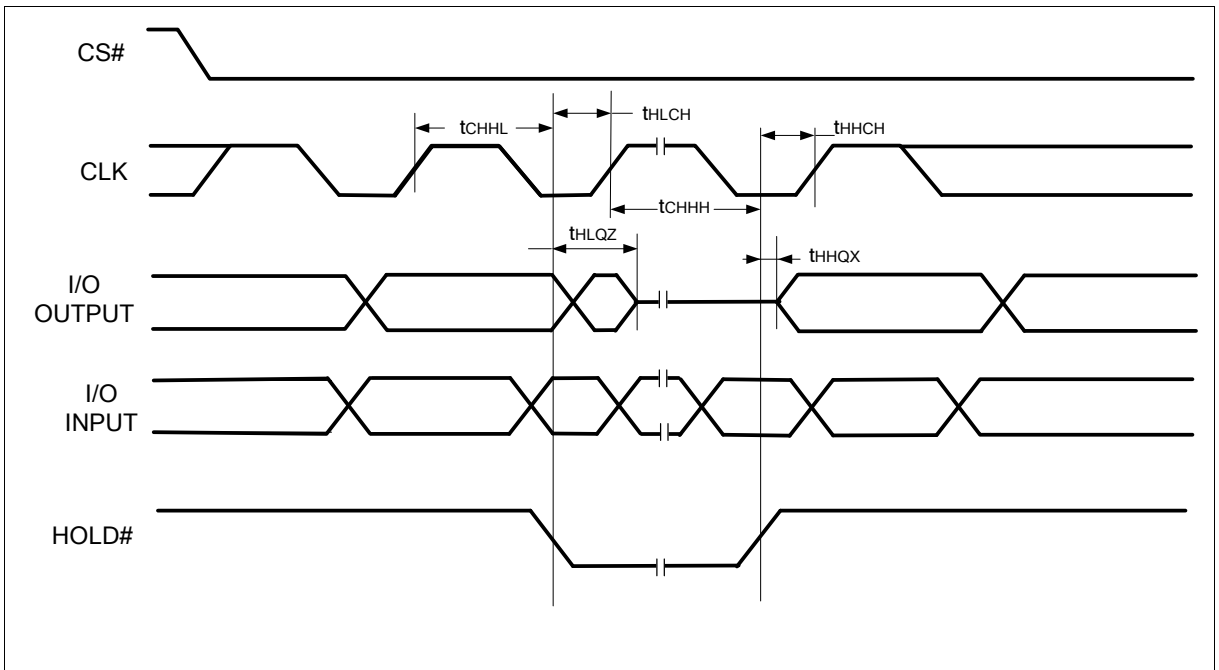 CS#
tHLCH
tCHHL
tHHCH
CLK
tCHHH
tHLQZ
tHHQX
I/O
OUTPUT
I/O
INPUT
HOLD#